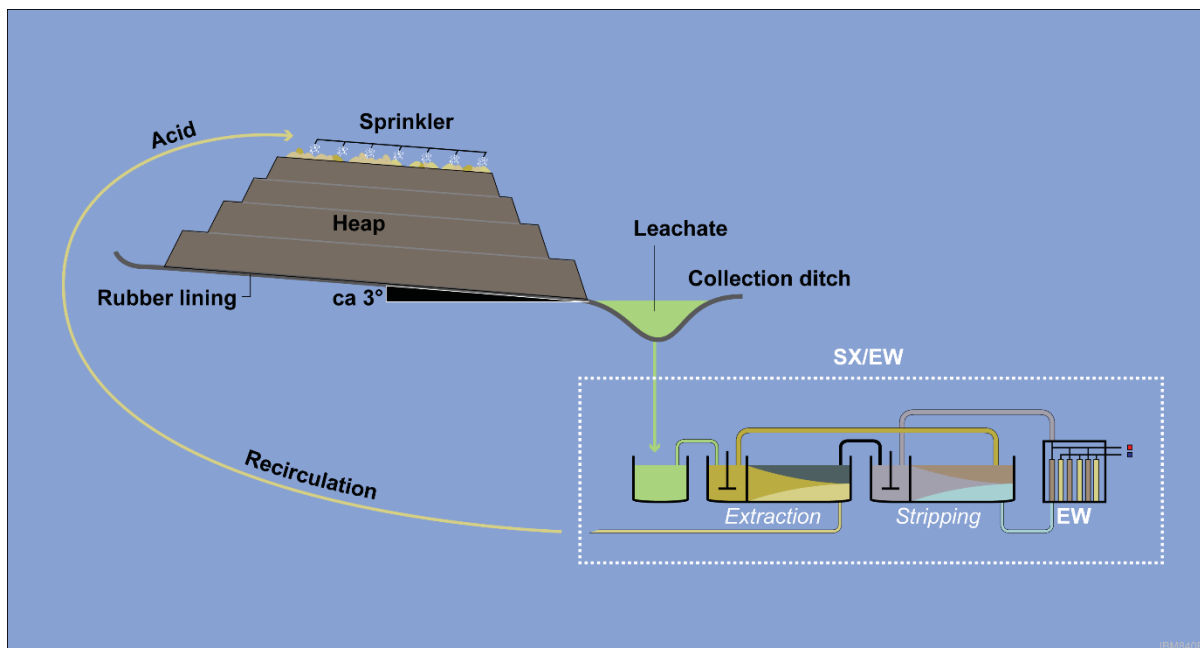 Acid
Sprinkler
Heap
Leachate
Collection ditch
Rubber lining
ca 3°
SX/EW
Recirculation
Extraction
Stripping
EW